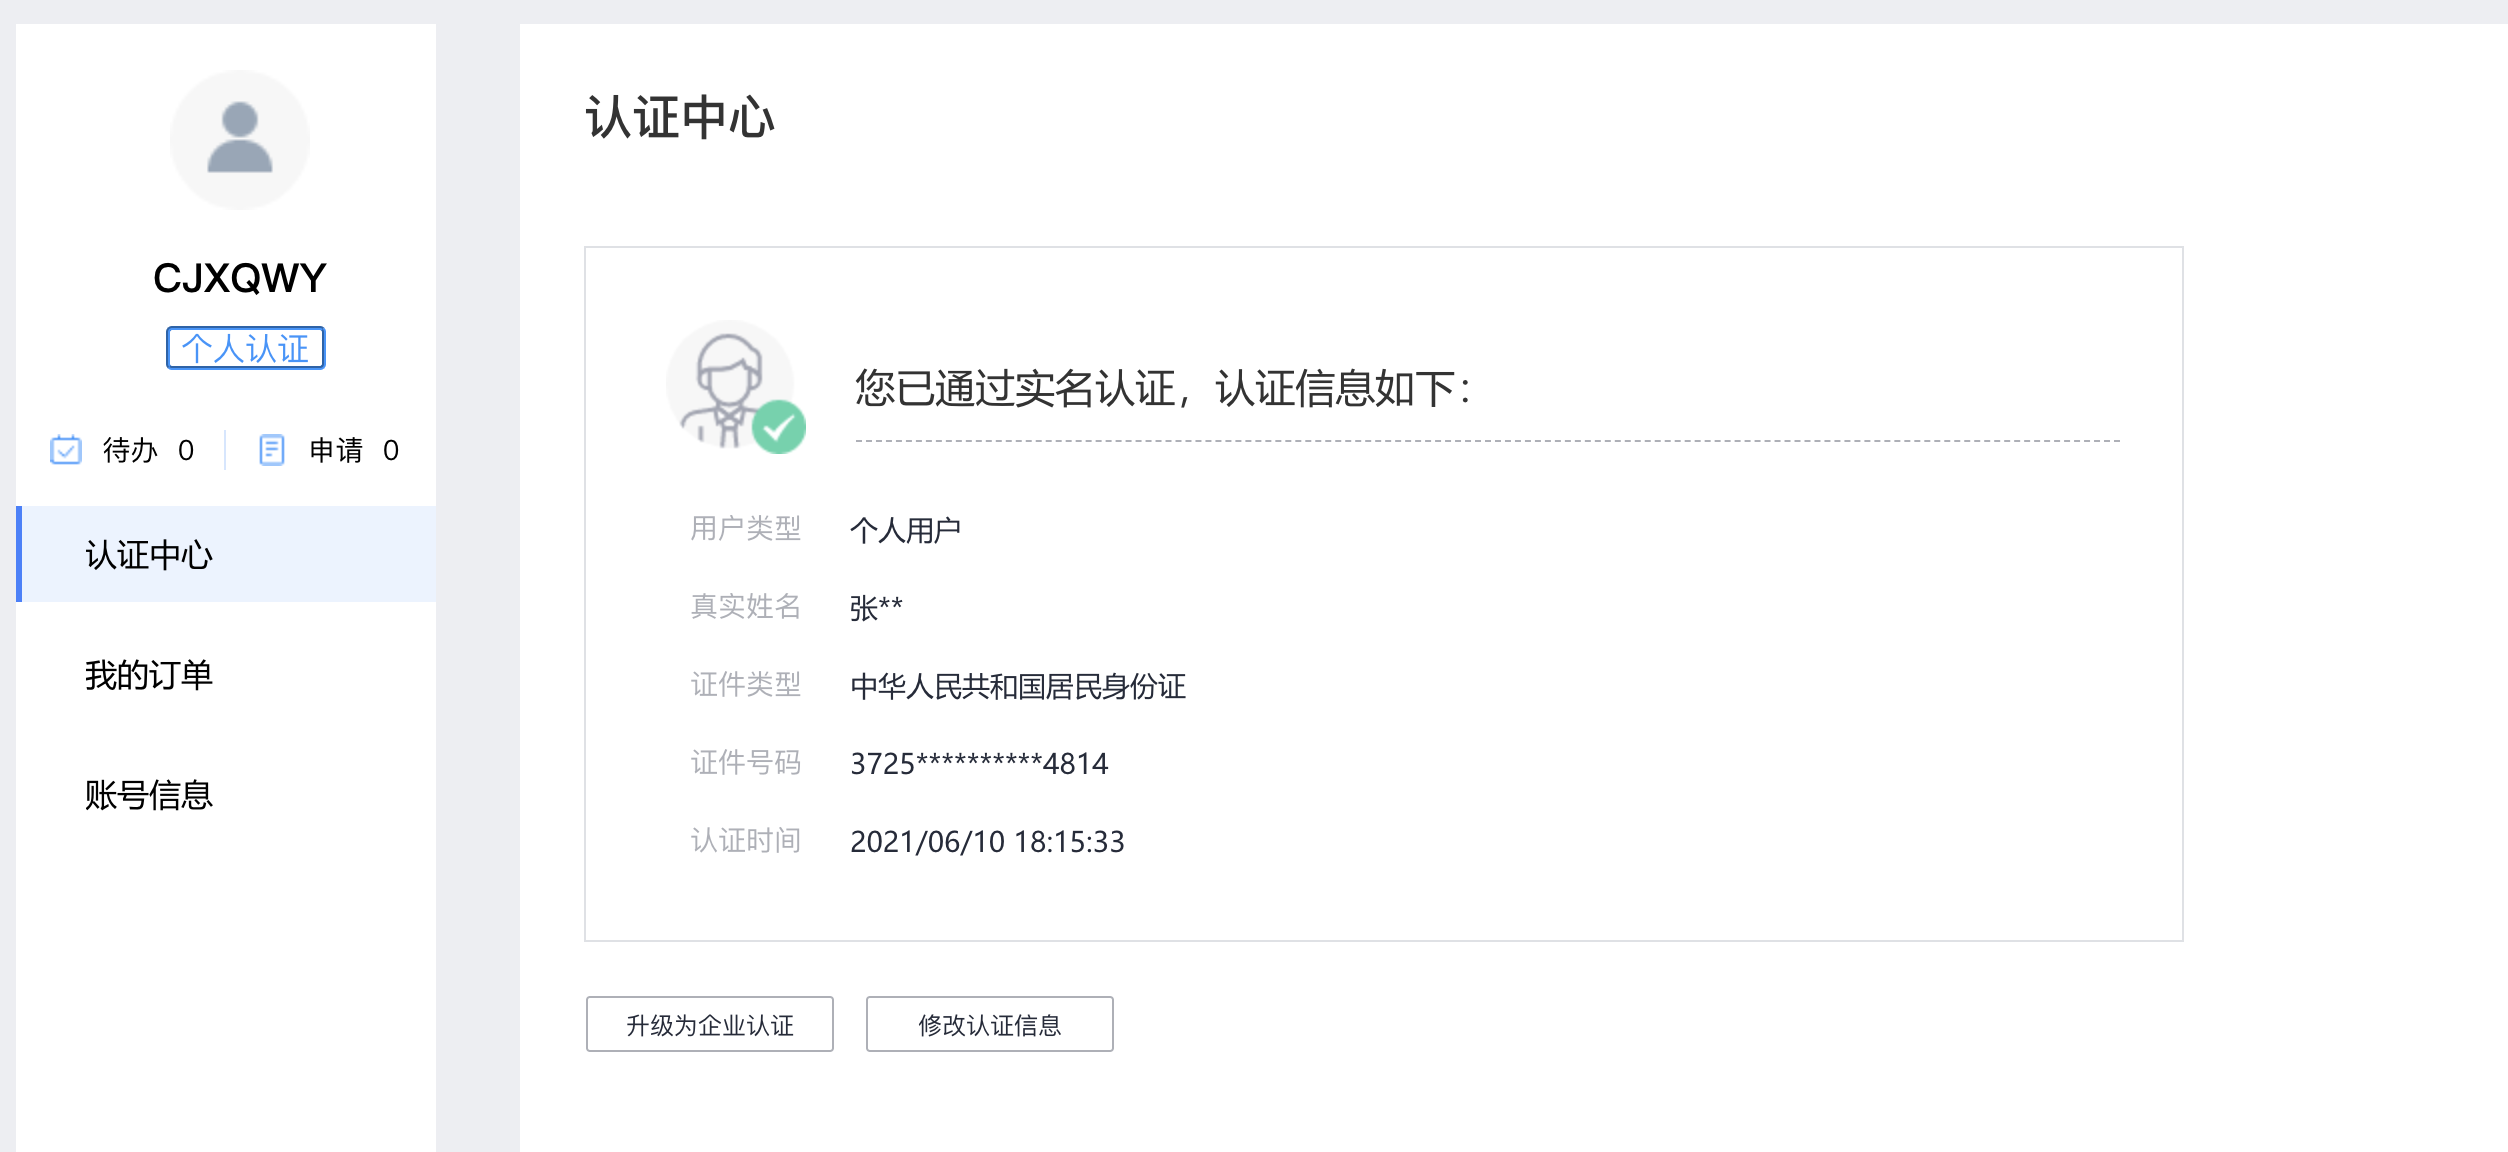 CJXQWY
个人认证
待办 0 申请 0
认证中心
我的订单
账号信息
认证中心
您已通过实名认证，认证信息如下：
用户类型 个人用户
真实姓名 张**
证件类型 中华人民共和国居民身份证
证件号码 3725**********4814
认证时间 2021/06/10 18:15:33
升级为企业认证 修改认证信息